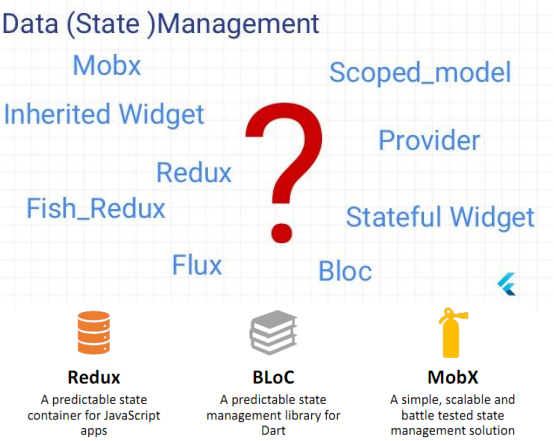 Data (State )Management
Mobx
Scoped_model
Inherited Widget
Provider
Redux
Fish_Redux
Stateful Widget
Flux
Bloc
?
Redux
A predictable state
container for JavaScript
apps
BLoC
A predictable state
management library for
Dart
MobX
A simple, scalable and
battle tested state
management solution